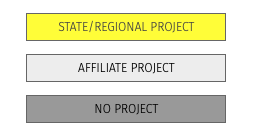 STATE/REGIONAL PROJECT
AFFILIATE PROJECT
NO PROJECT